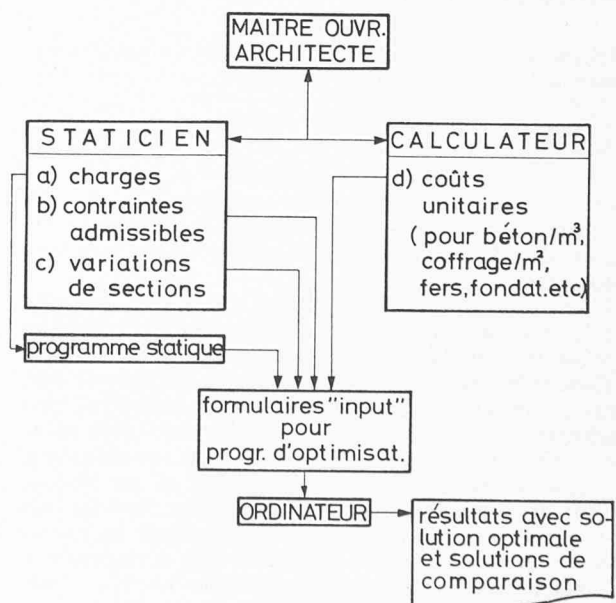 MAITRE OUVR.
ARCHITECTE
STATICIEN
a) charges
b) contraintes
admissibles
c) variations
de sections
CALCULATEUR
d) coûts
unitaires
(pour béton/m³,
coffrage/m²,
fers,fondat.etc)
programme statique
formulaires "input"
pour
progr. d'optimisat.
ORDINATEUR
résultats avec so-
lution optimale
et solutions de
comparaison